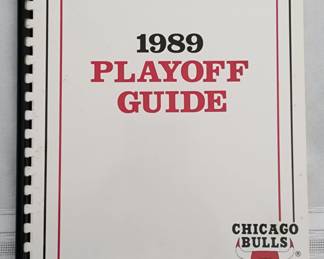 1989
PLAYOFF
GUIDE
CHICAGO
BULLS
®